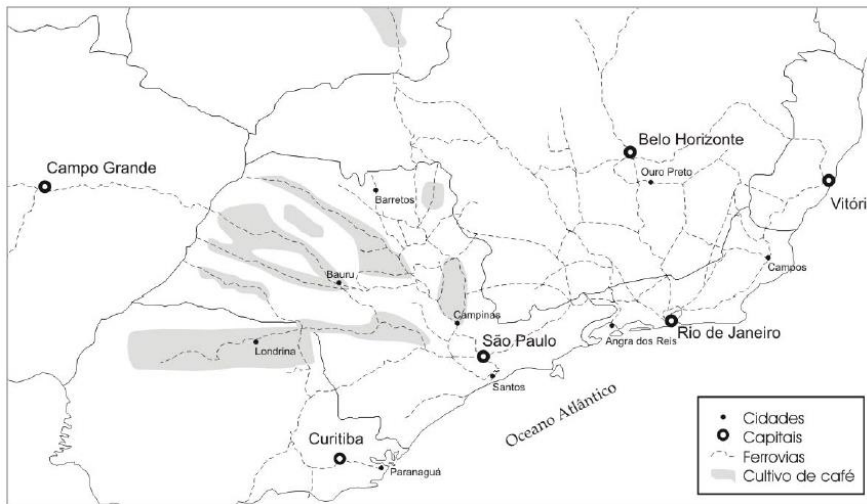 Belo Horizonte
Campo Grande
Ouro Preto
Barretos
Vitóri
Campos
Bauru
Campinas
Rio de Janeiro
São Paulo
Angra dos Reis
Londrina
Santos
Oceano Atlântico
Curitiba
Paranaguá
Cidades
Capitais
Ferrovias
Cultivo de café